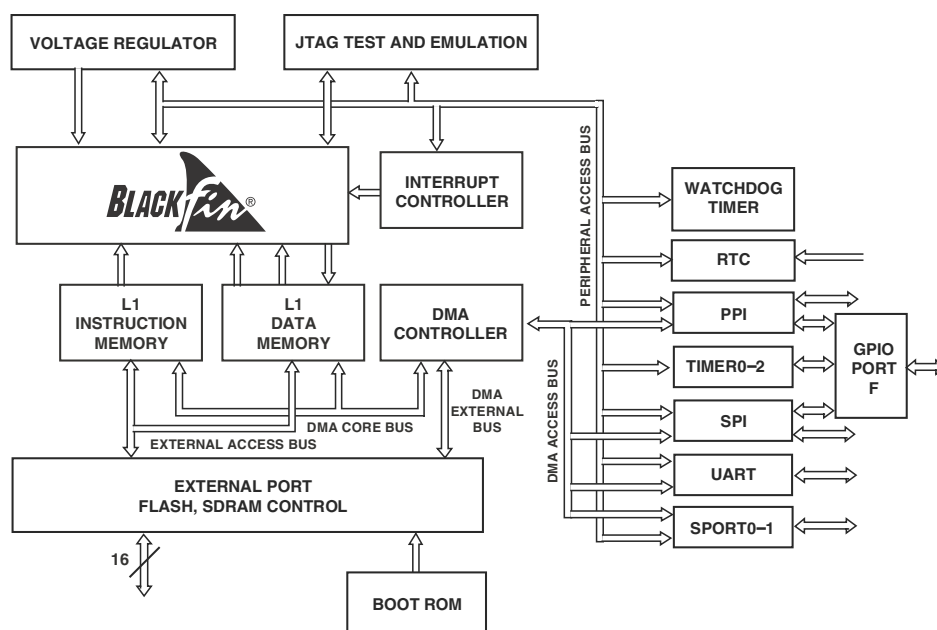 VOLTAGE REGULATOR
JTAG TEST AND EMULATION
BLACKfin®
INTERRUPT
CONTROLLER
PERIPHERAL ACCESS BUS
WATCHDOG
TIMER
RTC
L1
INSTRUCTION
MEMORY
L1
DATA
MEMORY
DMA
CONTROLLER
PPI
GPIO
PORT
F
TIMER0–2
DMA CORE BUS
EXTERNAL ACCESS BUS
DMA
EXTERNAL
BUS
DMA ACCESS BUS
SPI
UART
SPORT0–1
EXTERNAL PORT
FLASH, SDRAM CONTROL
16
BOOT ROM